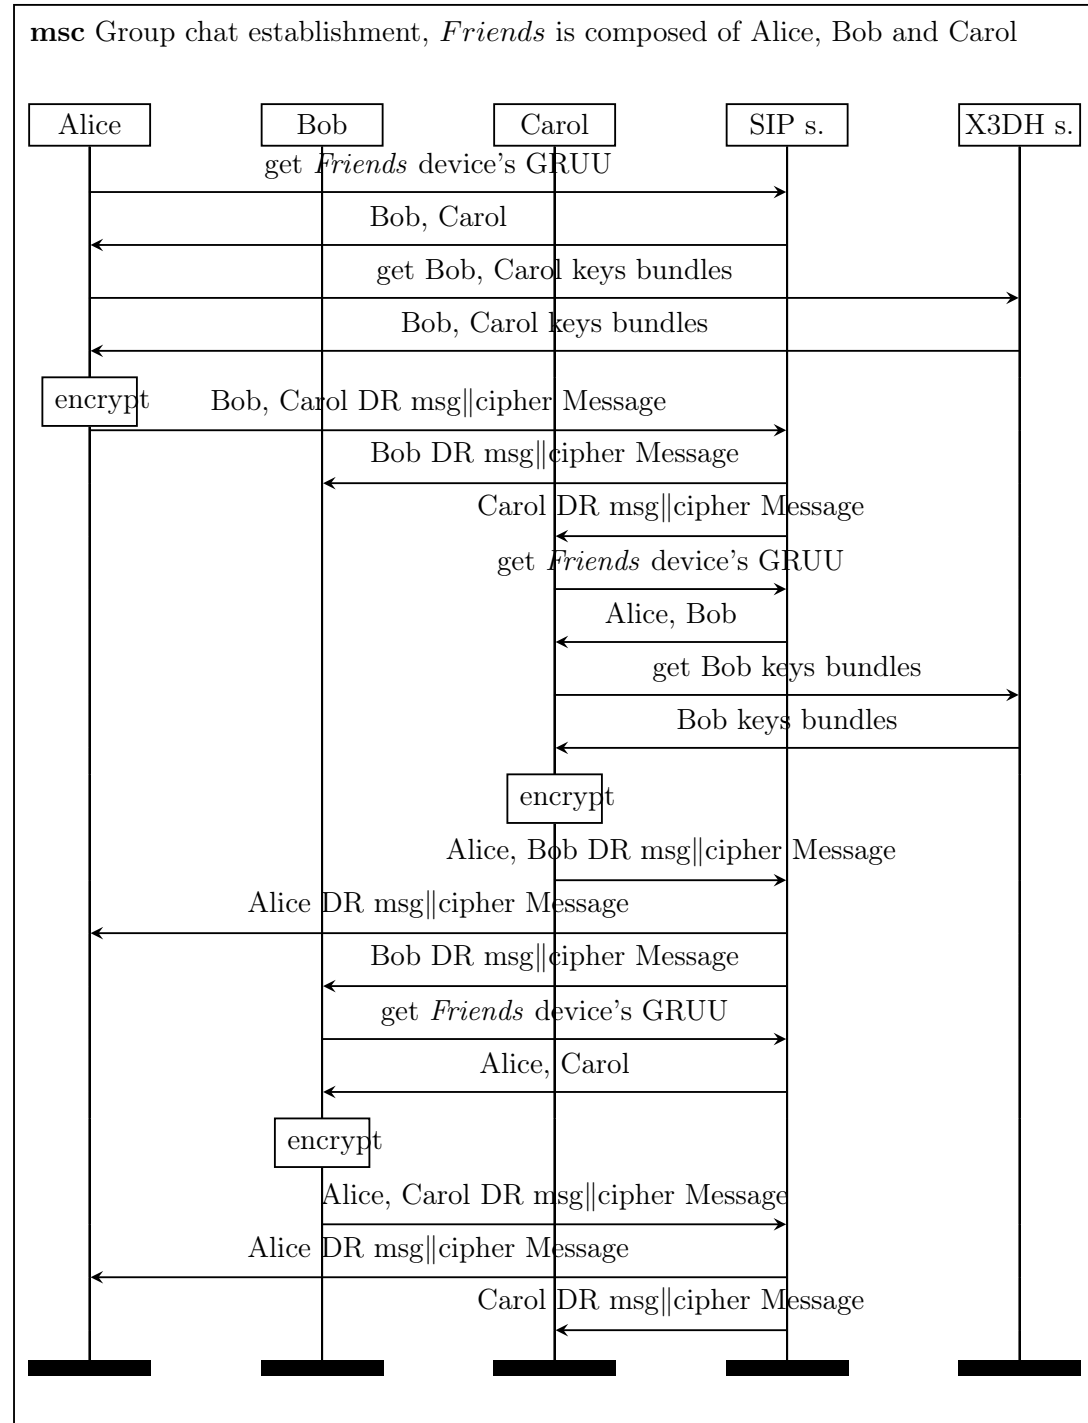 msc Group chat establishment, Friends is composed of Alice, Bob and Carol
Alice Bob Carol SIP s. X3DH s.
get Friends device's GRUU
Bob, Carol
get Bob, Carol keys bundles
Bob, Carol keys bundles
encrypt Bob, Carol DR msg||cipher Message
Bob DR msg||cipher Message
Carol DR msg||cipher Message
get Friends device's GRUU
Alice, Bob
get Bob keys bundles
Bob keys bundles
encrypt
Alice, Bob DR msg||cipher Message
Alice DR msg||cipher Message
Bob DR msg||cipher Message
get Friends device's GRUU
Alice, Carol
encrypt
Alice, Carol DR msg||cipher Message
Alice DR msg||cipher Message
Carol DR msg||cipher Message